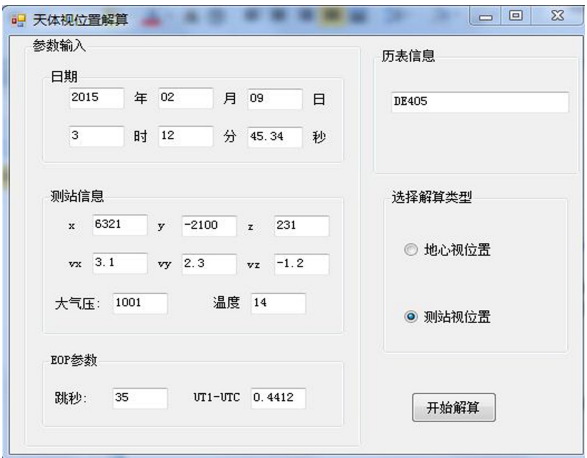 天体视位置解算
参数输入
日期
2015 年 02 月 09 日
3 时 12 分 45.34 秒
测站信息
x 6321 y -2100 z 231
vx 3.1 vy 2.3 vz -1.2
大气压: 1001 温度 14
EOP参数
跳秒: 35 UT1-UTC 0.4412
历表信息
DE405
选择解算类型
地心视位置
测站视位置
开始解算